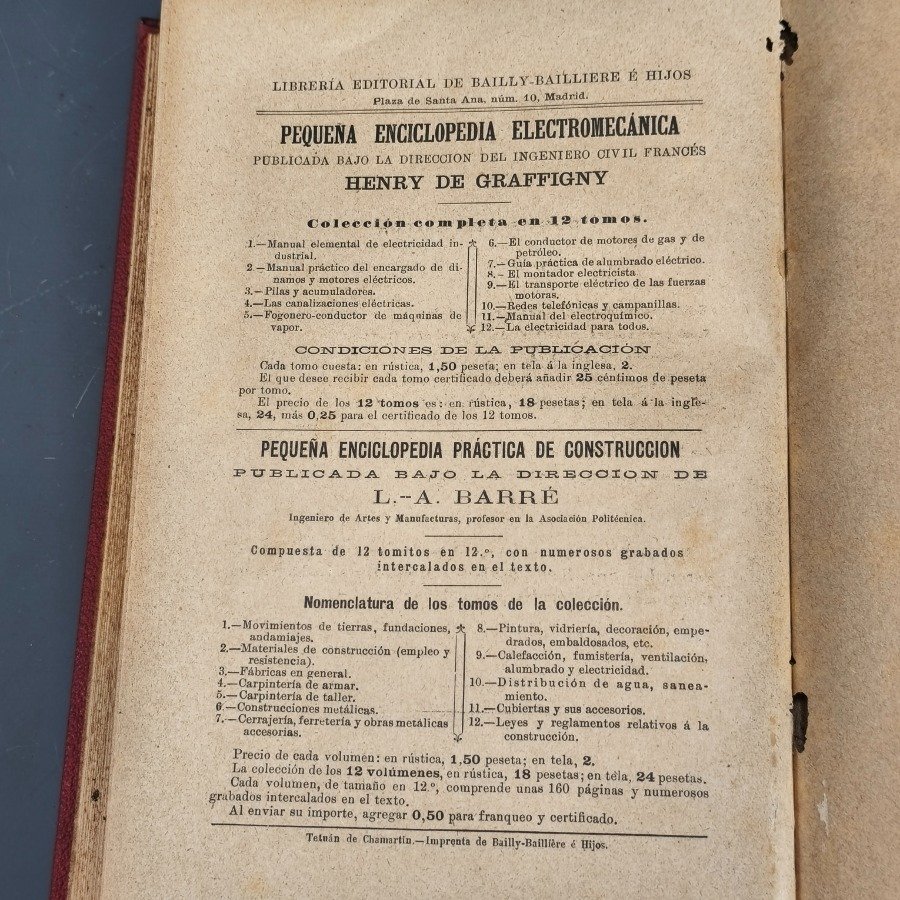 LIBRERÍA EDITORIAL DE BAILLY-BAILLIERE É HIJOS
Plaza de Santa Ana, núm. 10, Madrid.
PEQUEÑA ENCICLOPEDIA ELECTROMECÁNICA
PUBLICADA BAJO LA DIRECCION DEL INGENIERO CIVIL FRANCÉS
HENRY DE GRAFFIGNY
Colección completa en 12 tomos.
1.—Manual elemental de electricidad in-
dustrial.
2.—Manual práctico del encargado de di-
namos y motores eléctricos.
3.—Pilas y acumuladores.
4.—Las canalizaciones eléctricas.
5.—Fogonero-conductor de máquinas de
vapor.
6.—El conductor de motores de gas y de
petróleo.
7.—Guía práctica de alumbrado eléctrico.
8.—El montador electricista
9.—El transporte eléctrico de las fuerzas
motoras.
10.—Redes telefónicas y campanillas.
11.—Manual del electroquímico.
12.—La electricidad para todos.
CONDICIONES DE LA PUBLICACIÓN
Cada tomo cuesta: en rústica, 1,50 peseta; en tela á la inglesa, 2.
El que desee recibir cada tomo certificado deberá añadir 25 céntimos de peseta
por tomo.
El precio de los 12 tomos es: en rústica, 18 pesetas; en tela á la ingle-
sa, 24, más 0,25 para el certificado de los 12 tomos.
PEQUEÑA ENCICLOPEDIA PRÁCTICA DE CONSTRUCCION
PUBLICADA BAJO LA DIRECCION DE
L.-A. BARRÉ
Ingeniero de Artes y Manufacturas, profesor en la Asociación Politécnica.
Compuesta de 12 tomitos en 12.º, con numerosos grabados
intercalados en el texto.
Nomenclatura de los tomos de la colección.
1.—Movimientos de tierras, fundaciones,
andamiajes.
2.—Materiales de construcción (empleo y
resistencia).
3.—Fábricas en general.
4.—Carpintería de armar.
5.—Carpintería de taller.
6.—Construcciones metálicas.
7.—Cerrajería, ferretería y obras metálicas
accesorias.
8.—Pintura, vidriería, decoración, empe-
drados, embaldosados, etc.
9.—Calefacción, fumistería, ventilación,
alumbrado y electricidad.
10.—Distribución de agua, sanea-
miento.
11.—Cubiertas y sus accesorios.
12.—Leyes y reglamentos relativos á la
construcción.
Precio de cada volumen: en rústica, 1,50 peseta; en tela, 2.
La colección de los 12 volúmenes, en rústica, 18 pesetas; en tela, 24 pesetas.
Cada volumen, de tamaño en 12.º, comprende unas 160 páginas y numerosos
grabados intercalados en el texto.
Al enviar su importe, agregar 0,50 para franqueo y certificado.
Tetuán de Chamartin.—Imprenta de Bailly-Baillière é Hijos.